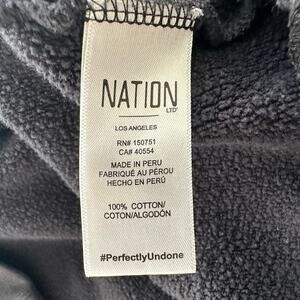 NATION
LTD
LOS ANGELES
RN# 150751
CA# 40554
MADE IN PERU
FABRIQUÉ AU PÉROU
HECHO EN PERÚ
100% COTTON/
COTON/ALGODÓN
#PerfectlyUndone